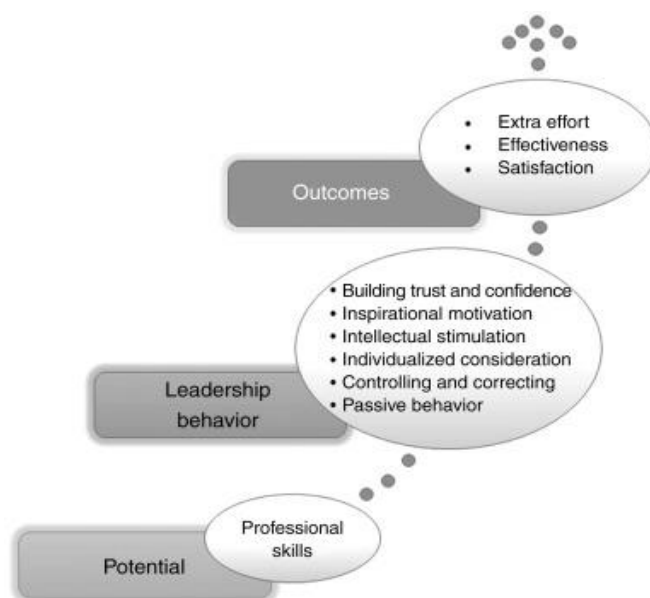 • Extra effort
• Effectiveness
• Satisfaction
Outcomes
• Building trust and confidence
• Inspirational motivation
• Intellectual stimulation
• Individualized consideration
• Controlling and correcting
• Passive behavior
Leadership
behavior
Professional
skills
Potential